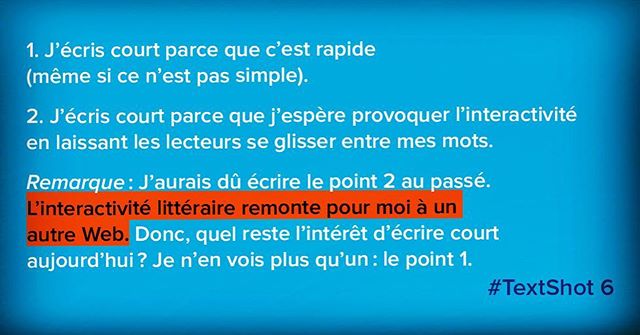 1. J’écris court parce que c’est rapide
(même si ce n’est pas simple).
2. J’écris court parce que j’espère provoquer l’interactivité
en laissant les lecteurs se glisser entre mes mots.
Remarque : J’aurais dû écrire le point 2 au passé.
L’interactivité littéraire remonte pour moi à un
autre Web. Donc, quel reste l’intérêt d’écrire court
aujourd’hui ? Je n’en vois plus qu’un : le point 1.
#TextShot 6